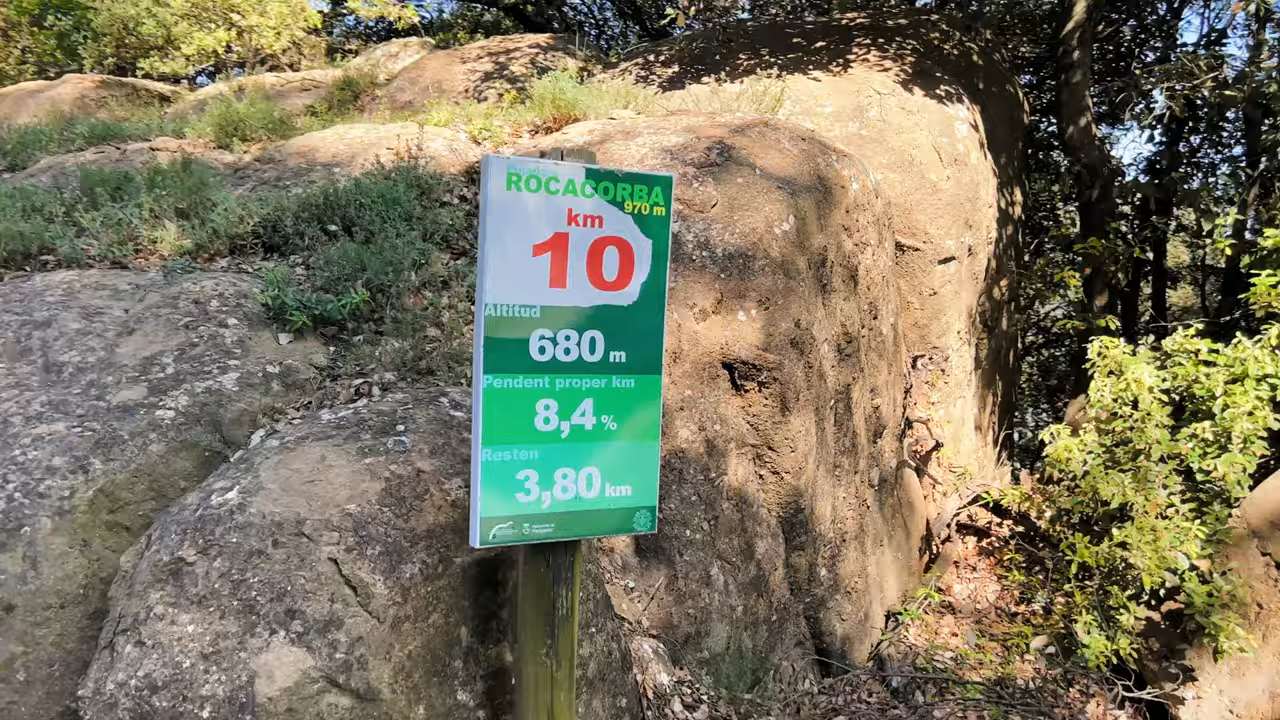 ROCACORBA
970 m
km
10
Altitud
680 m
Pendent proper km
8,4 %
Resten
3,80 km